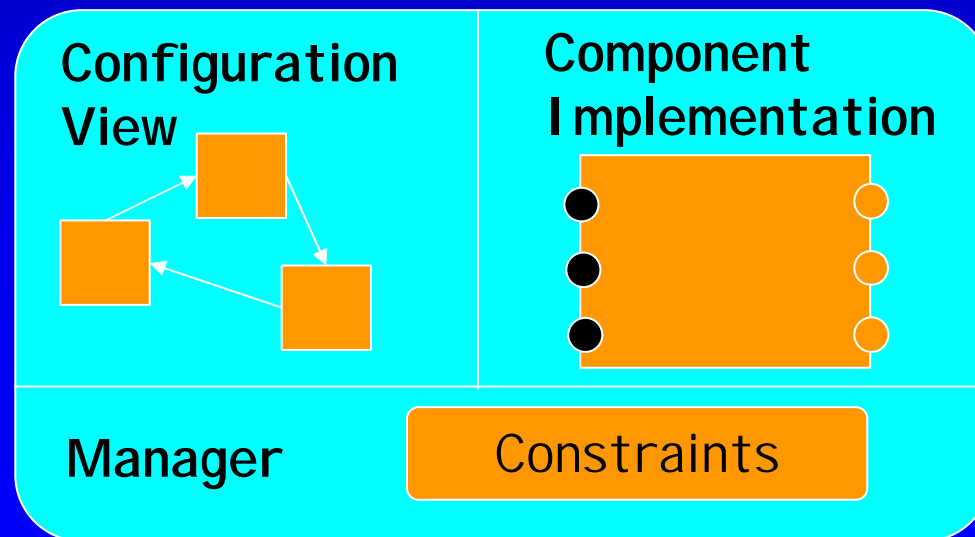 Configuration
View
Component
Implementation
Manager
Constraints